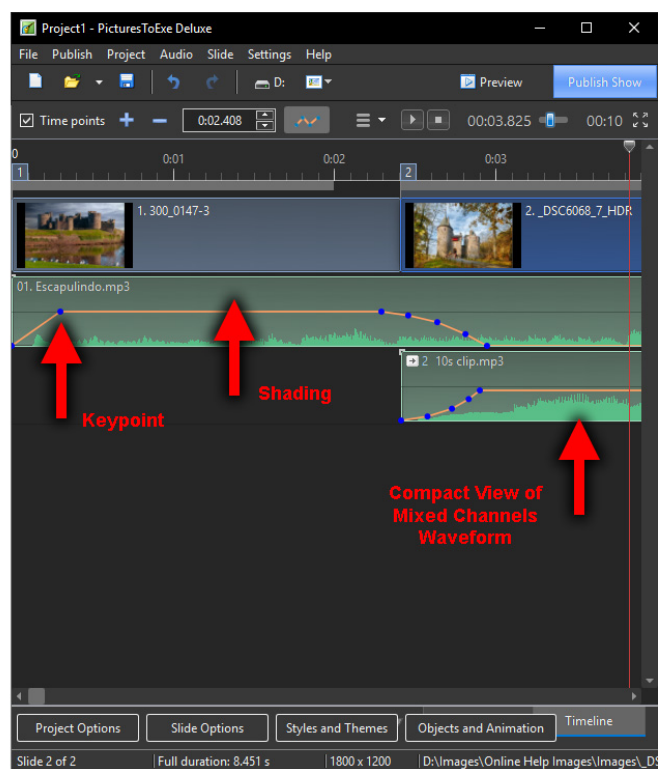 Project1 - PicturesToExe Deluxe
File Publish Project Audio Slide Settings Help
D: Preview Publish Show
Time points 0:02.408 00:03.825 00:10
0 0:01 0:02 0:03
1 2
1. 300_0147-3 2. _DSC6068_7_HDR
01. Escapulindo.mp3
2 10s clip.mp3
Shading
Keypoint
Compact View of
Mixed Channels
Waveform
Project Options Slide Options Styles and Themes Objects and Animation Timeline
Slide 2 of 2 Full duration: 8.451 s 1800 x 1200 D:\Images\Online Help Images\Images\_DS